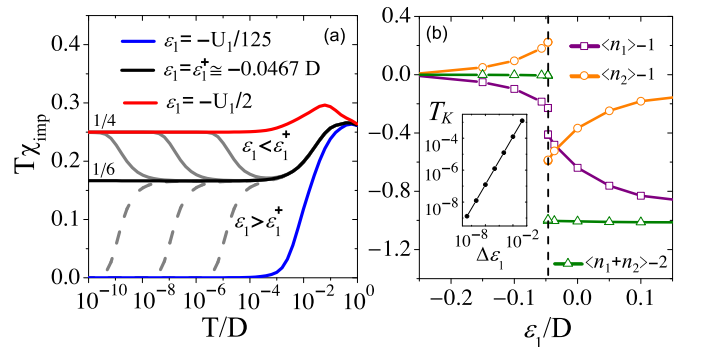 (a)
ε₁= −U₁/125
ε₁=ε₁⁺≅ −0.0467 D
ε₁= −U₁/2
1/4
1/6
ε₁<ε₁⁺
ε₁>ε₁⁺
0.4
0.3
0.2
0.1
0.0
Tχimp
10⁻¹⁰ 10⁻⁸ 10⁻⁶ 10⁻⁴ 10⁻² 10⁰
T/D
(b)
<n₁>−1
<n₂>−1
<n₁+n₂>−2
0.4
0.0
-0.4
-0.8
-1.2
T_K
10⁻⁴
10⁻⁶
10⁻⁸
10⁻⁸ 10⁻²
Δε₁
-0.2 -0.1 0.0 0.1
ε₁/D